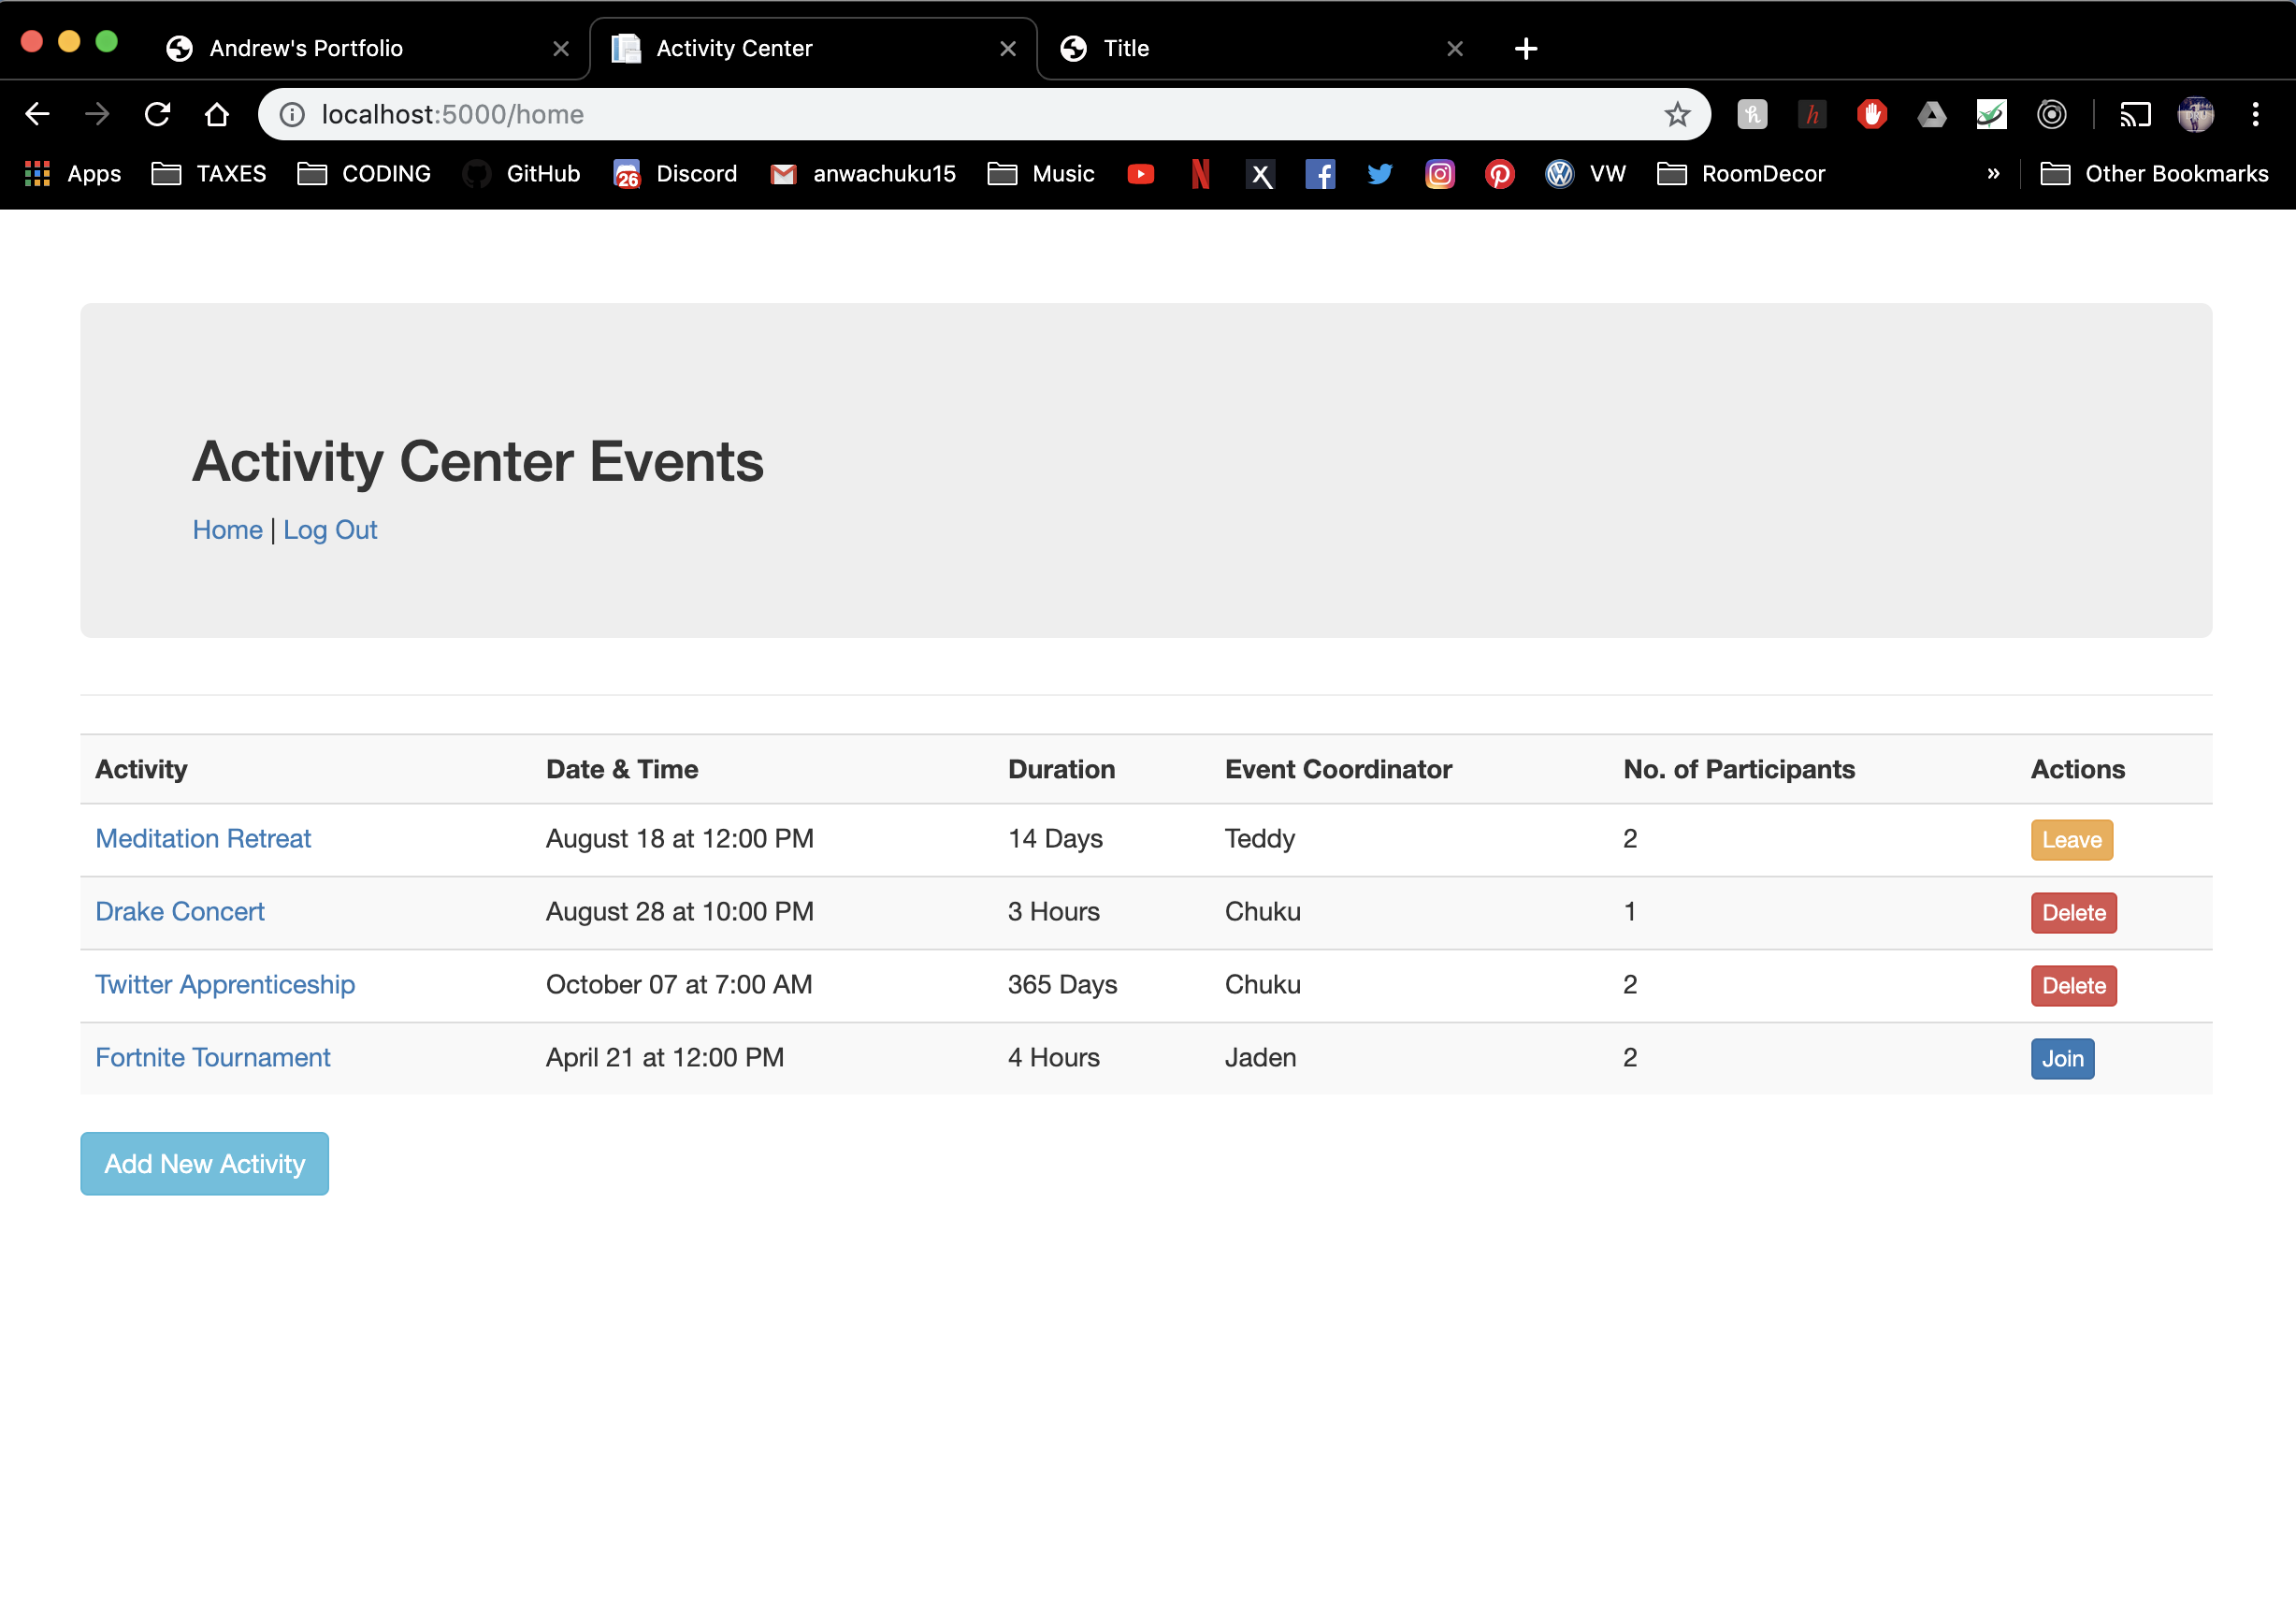 Andrew's Portfolio Activity Center Title
localhost:5000/home
Apps TAXES CODING GitHub 26 Discord anwachuku15 Music VW RoomDecor » Other Bookmarks
Activity Center Events
Home | Log Out
Activity Date & Time Duration Event Coordinator No. of Participants Actions
Meditation Retreat August 18 at 12:00 PM 14 Days Teddy 2 Leave
Drake Concert August 28 at 10:00 PM 3 Hours Chuku 1 Delete
Twitter Apprenticeship October 07 at 7:00 AM 365 Days Chuku 2 Delete
Fortnite Tournament April 21 at 12:00 PM 4 Hours Jaden 2 Join
Add New Activity